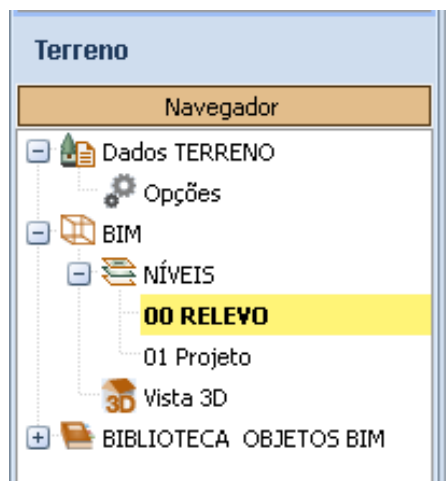 Terreno
Navegador
Dados TERRENO
Opções
BIM
NÍVEIS
00 RELEVO
01 Projeto
3D Vista 3D
BIBLIOTECA OBJETOS BIM